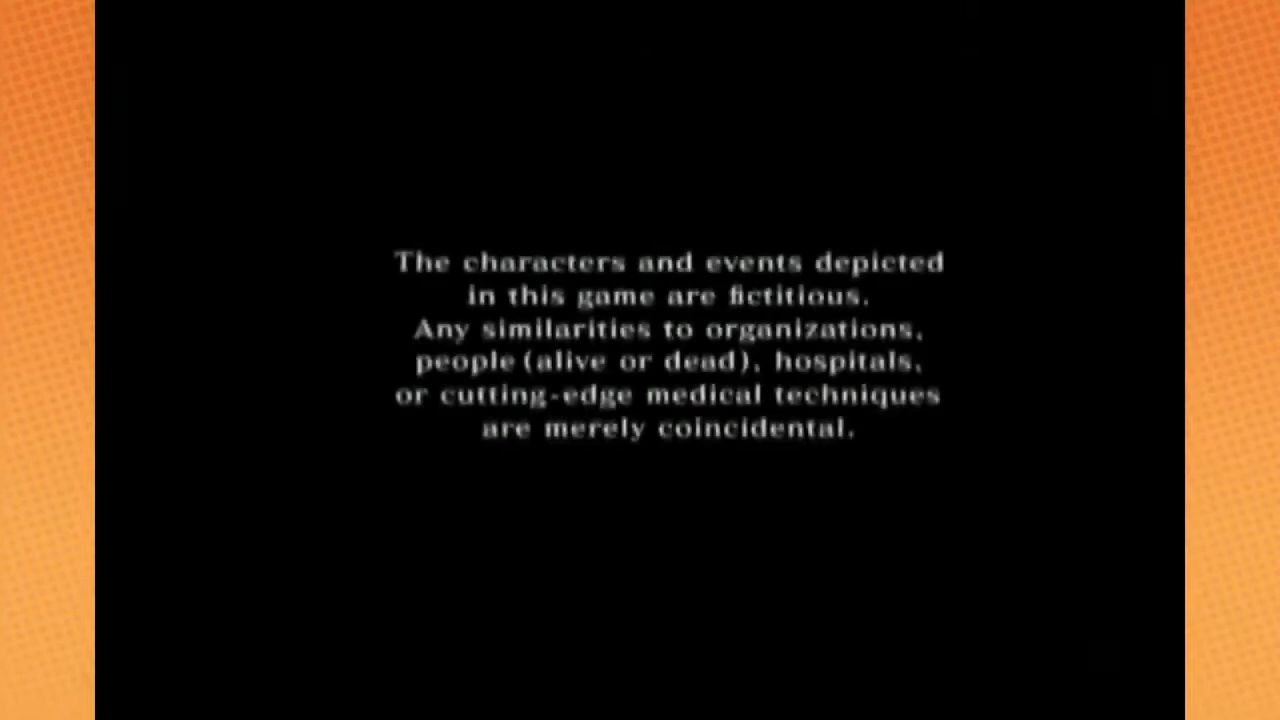 The characters and events depicted
in this game are fictitious.
Any similarities to organizations,
people (alive or dead), hospitals,
or cutting-edge medical techniques
are merely coincidental.